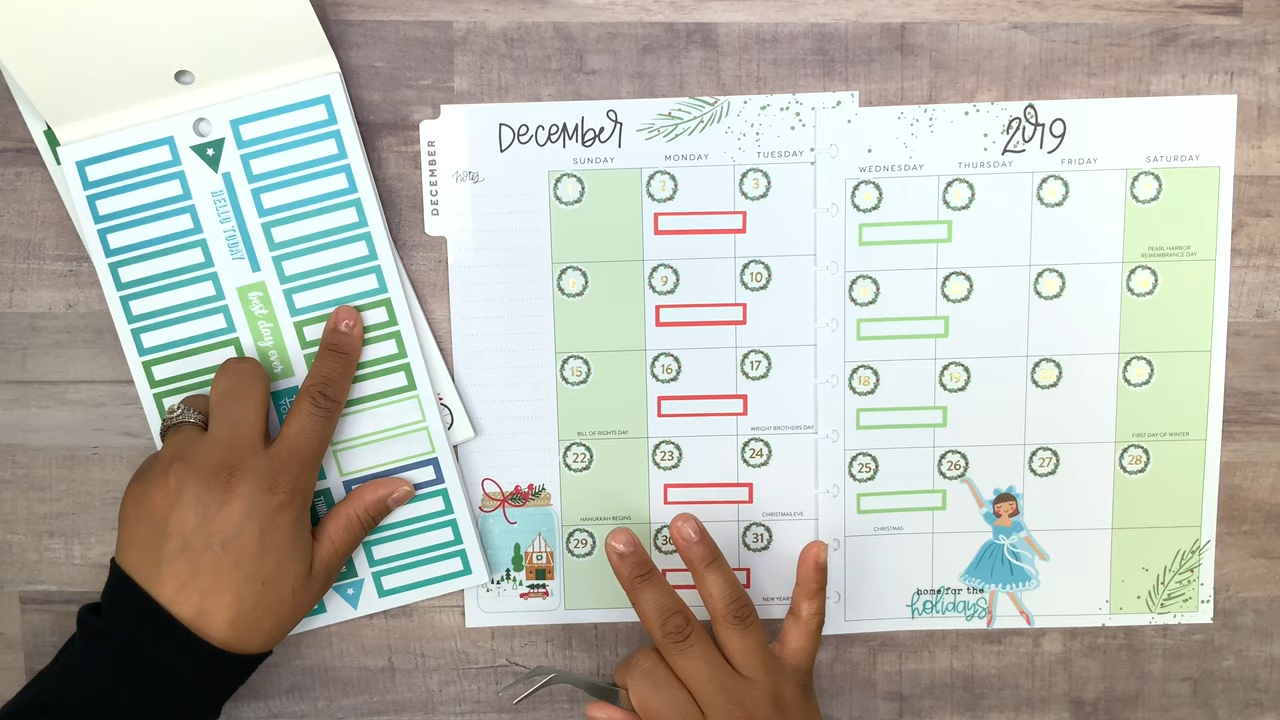 HELLO TODAY
best day ever
DECEMBER
December
2019
SUNDAY MONDAY TUESDAY WEDNESDAY THURSDAY FRIDAY SATURDAY
notes
1 2 3
PEARL HARBOR
REMEMBRANCE DAY
9 10
15 16 17 18 19
BILL OF RIGHTS DAY
WRIGHT BROTHERS DAY
FIRST DAY OF WINTER
22 23 24 25 26 27 28
HANUKKAH BEGINS
CHRISTMAS EVE
CHRISTMAS
29 30 31
home for the
holidays